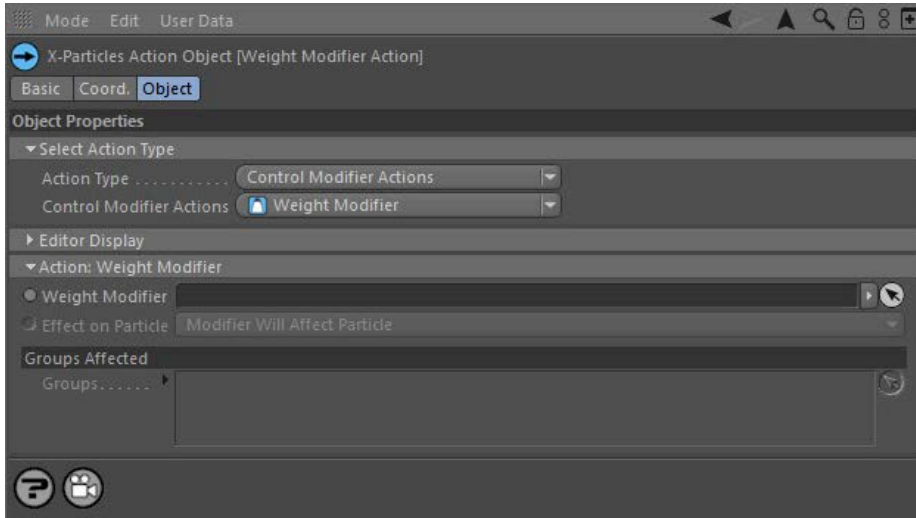 Mode Edit User Data
X-Particles Action Object [Weight Modifier Action]
Basic Coord. Object
Object Properties
Select Action Type
Action Type . . . . . . . . . . . Control Modifier Actions
Control Modifier Actions Weight Modifier
Editor Display
Action: Weight Modifier
Weight Modifier
Effect on Particle Modifier Will Affect Particle
Groups Affected
Groups. . . . . .